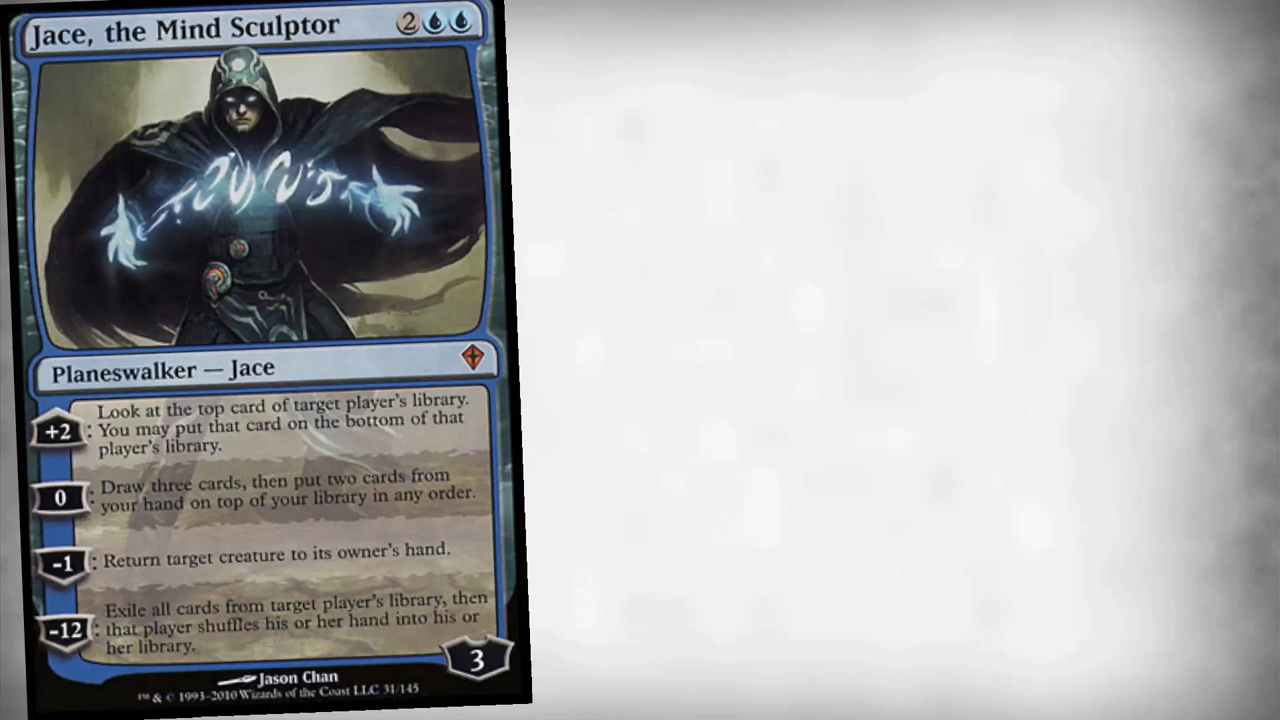 Jace, the Mind Sculptor 2
Planeswalker — Jace
+2: Look at the top card of target player's library.
You may put that card on the bottom of that
player's library.
0: Draw three cards, then put two cards from
your hand on top of your library in any order.
-1: Return target creature to its owner's hand.
-12: Exile all cards from target player's library, then
that player shuffles his or her hand into his or
her library.
3
Jason Chan
™ & © 1993–2010 Wizards of the Coast LLC 31/145